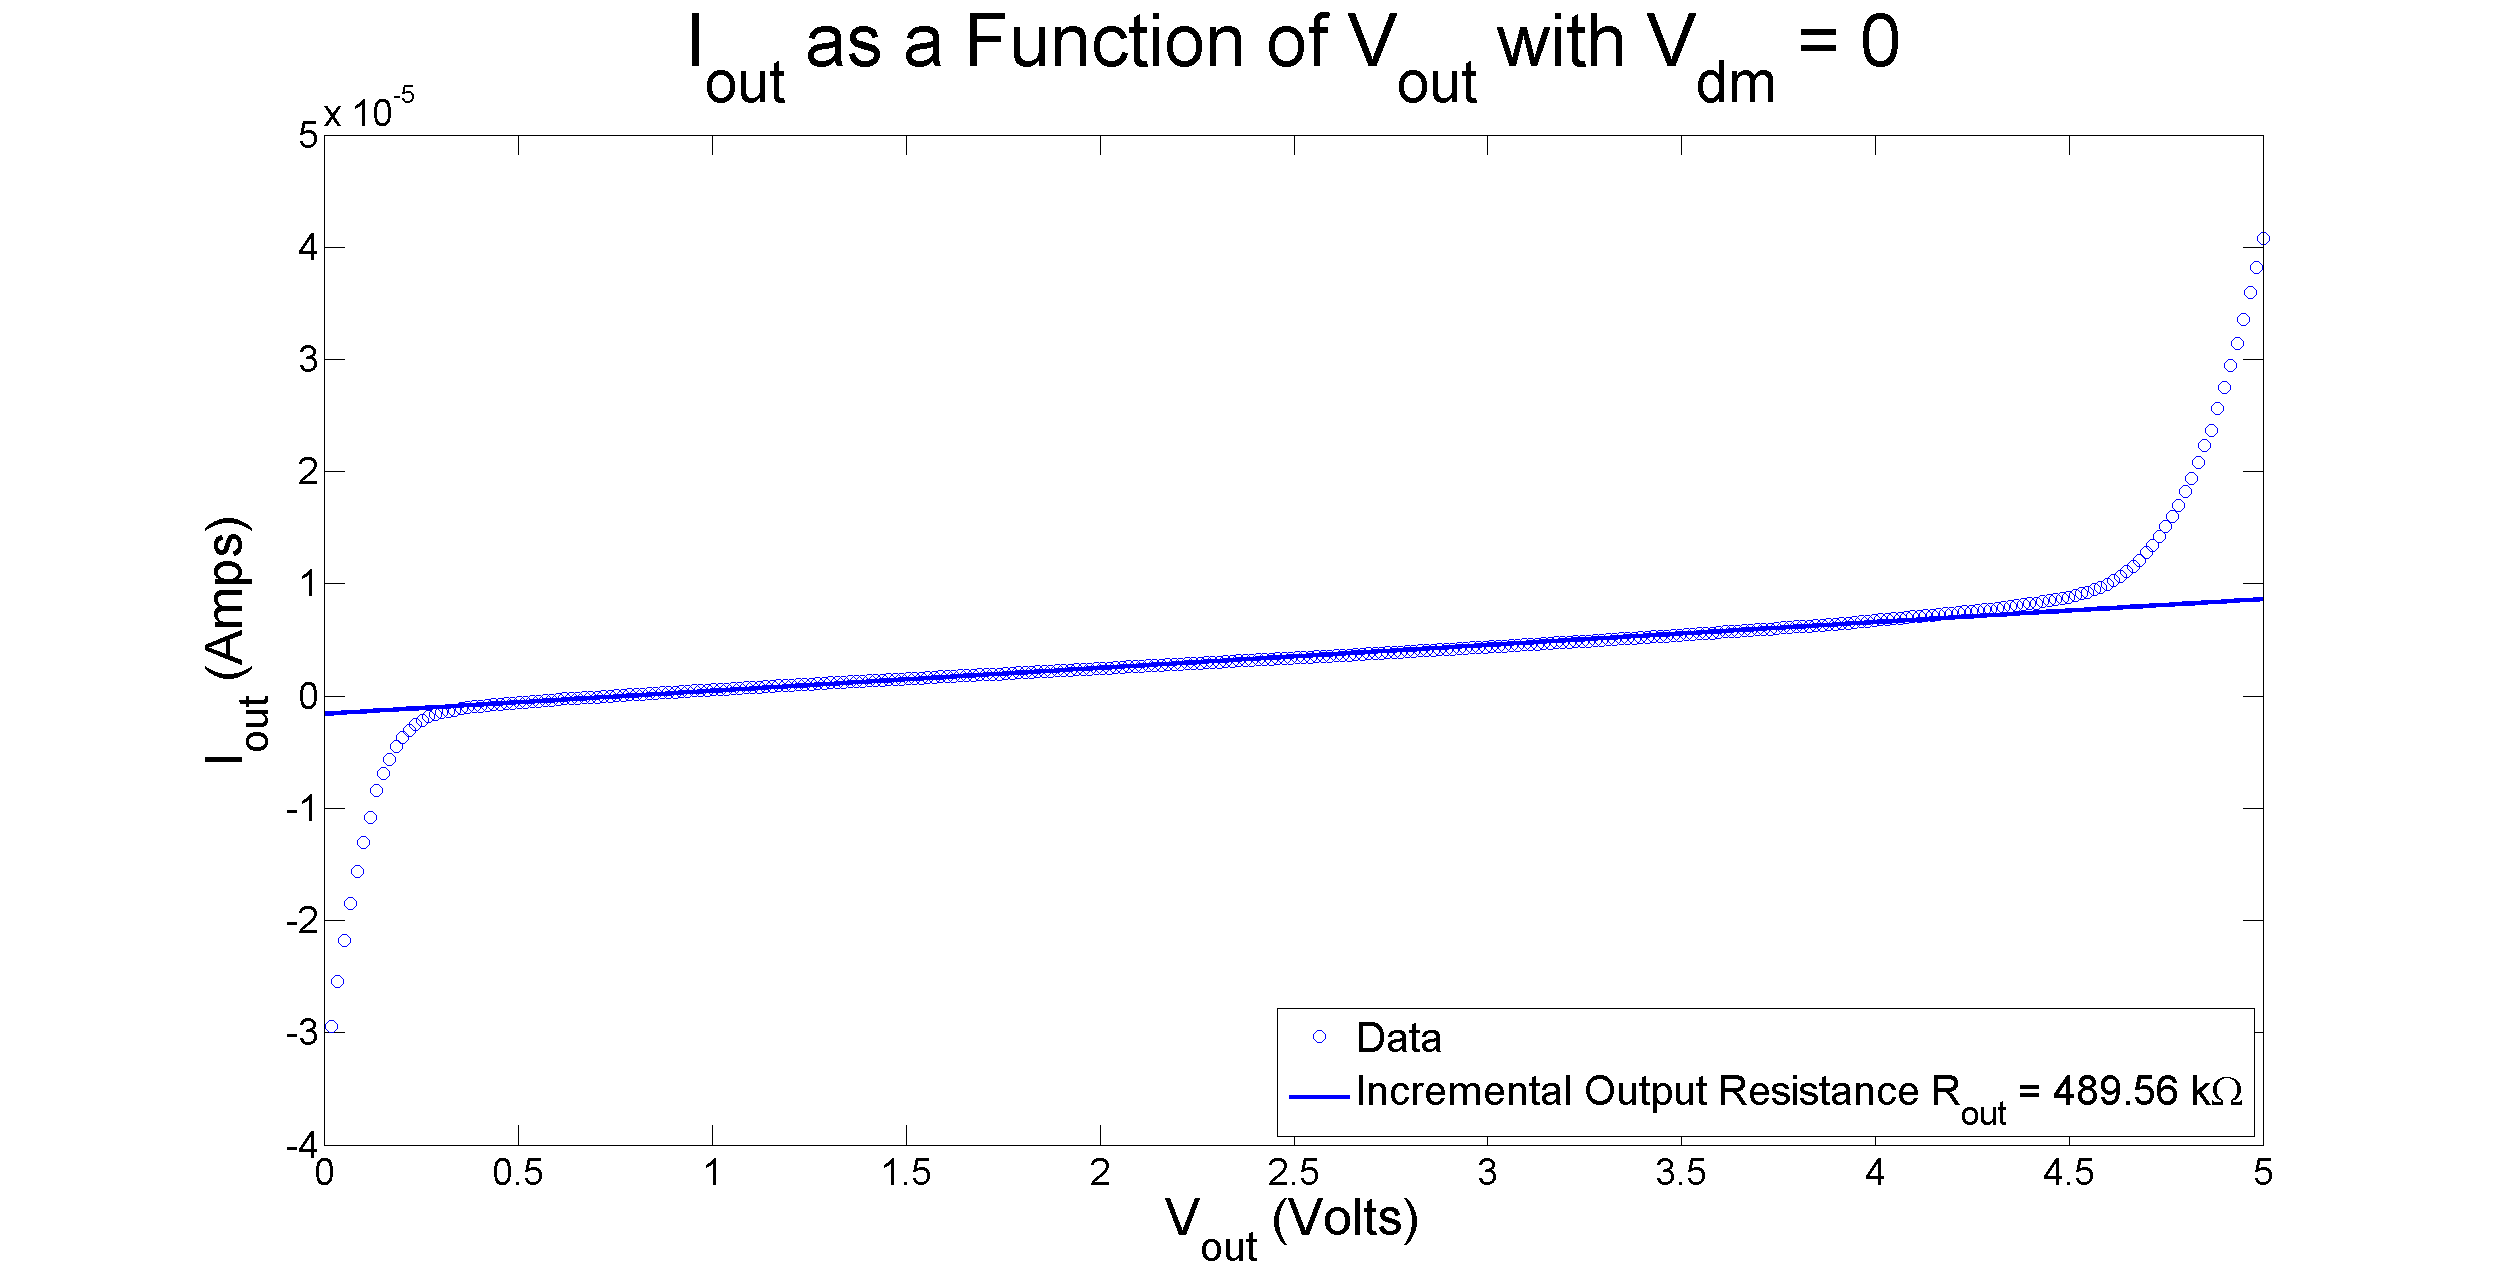 I_out as a Function of V_out with V_dm = 0
x 10^-5
5
4
3
2
1
0
-1
-2
-3
-4
I_out (Amps)
Data
Incremental Output Resistance R_out = 489.56 kΩ
0 0.5 1 1.5 2 2.5 3 3.5 4 4.5 5
V_out (Volts)